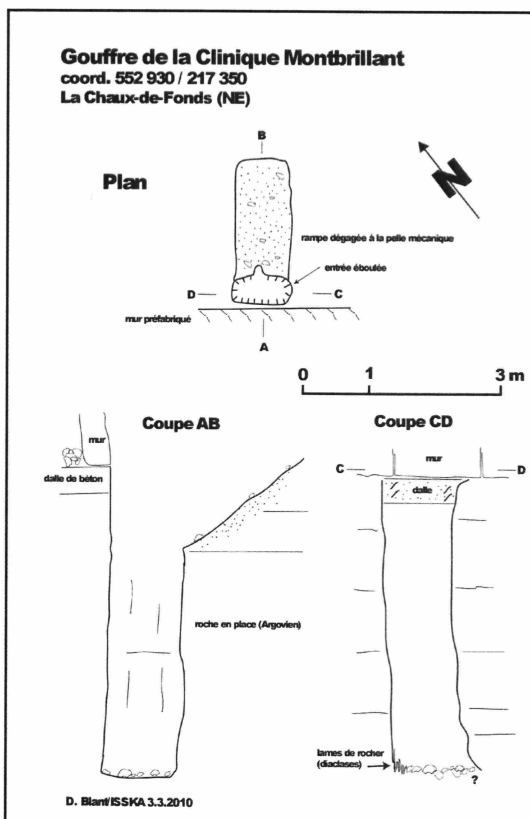 Gouffre de la Clinique Montbrillant
coord. 552 930 / 217 350
La Chaux-de-Fonds (NE)
B
Plan
N
rampe dégagée à la pelle mécanique
entrée éboulée
D
C
mur préfabriqué
A
0 1 3 m
Coupe AB
Coupe CD
mur
mur
C
D
dalle de béton
dalle
roche en place (Argovien)
lames de rocher
(diaclases)
?
D. Blant/ISSKA 3.3.2010